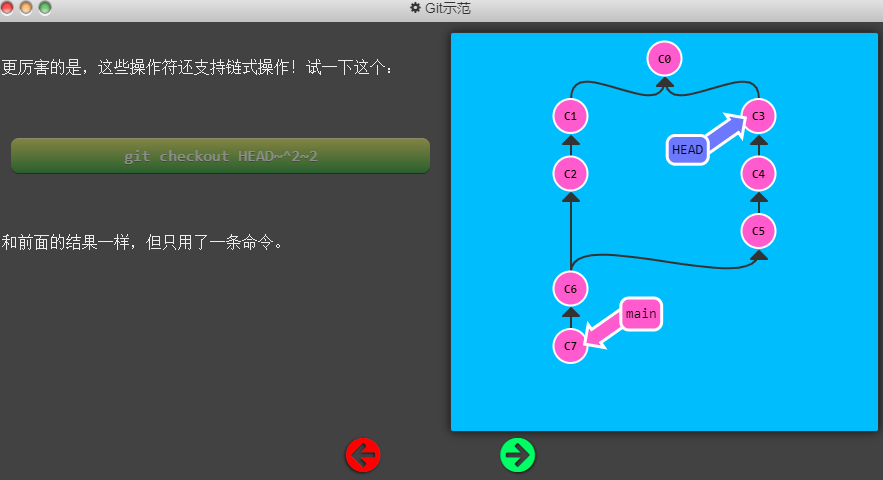 Git示范
更厉害的是，这些操作符还支持链式操作！试一下这个：
git checkout HEAD~^2~2
和前面的结果一样，但只用了一条命令。
C0
C1
C3
HEAD
C2
C4
C5
C6
main
C7